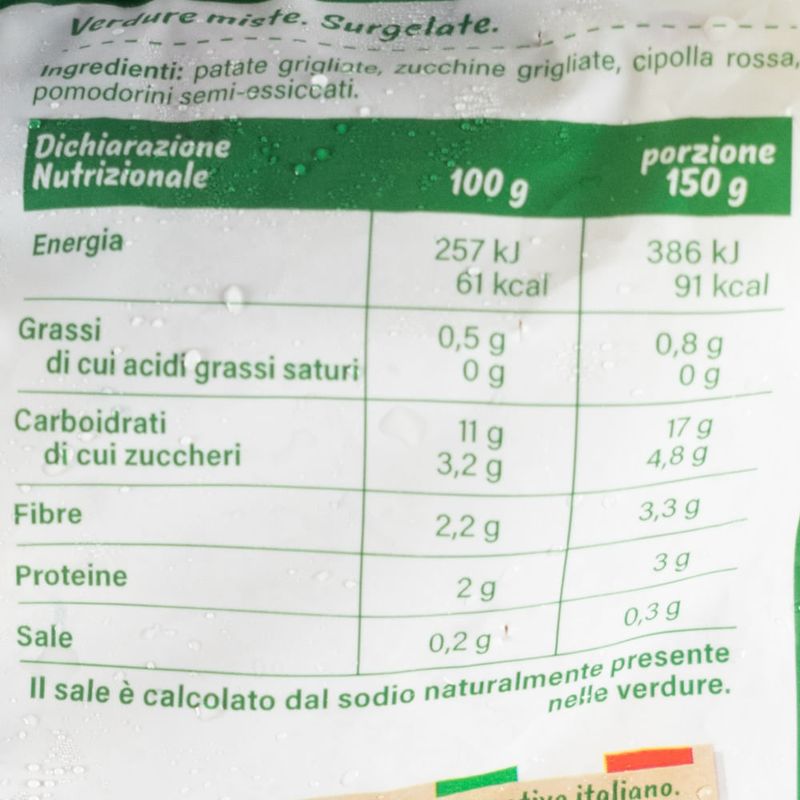 Verdure miste. Surgelate.
Ingredienti: patate grigliate, zucchine grigliate, cipolla rossa,
pomodorini semi-essiccati.
Dichiarazione
Nutrizionale
100 g
porzione
150 g
Energia
257 kJ
386 kJ
61 kcal
91 kcal
Grassi
0,5 g
0,8 g
di cui acidi grassi saturi
0 g
0 g
Carboidrati
11 g
17 g
di cui zuccheri
3,2 g
4,8 g
Fibre
2,2 g
3,3 g
Proteine
2 g
3 g
Sale
0,2 g
0,3 g
Il sale è calcolato dal sodio naturalmente presente
nelle verdure.
italiano.